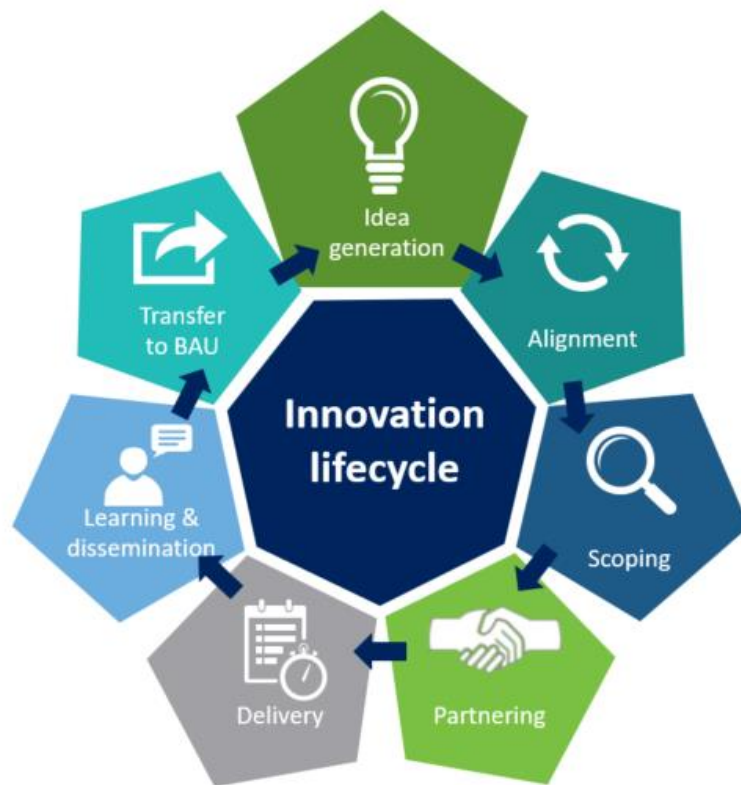 Idea
generation
Alignment
Scoping
Partnering
Delivery
Learning &
dissemination
Transfer
to BAU
Innovation
lifecycle